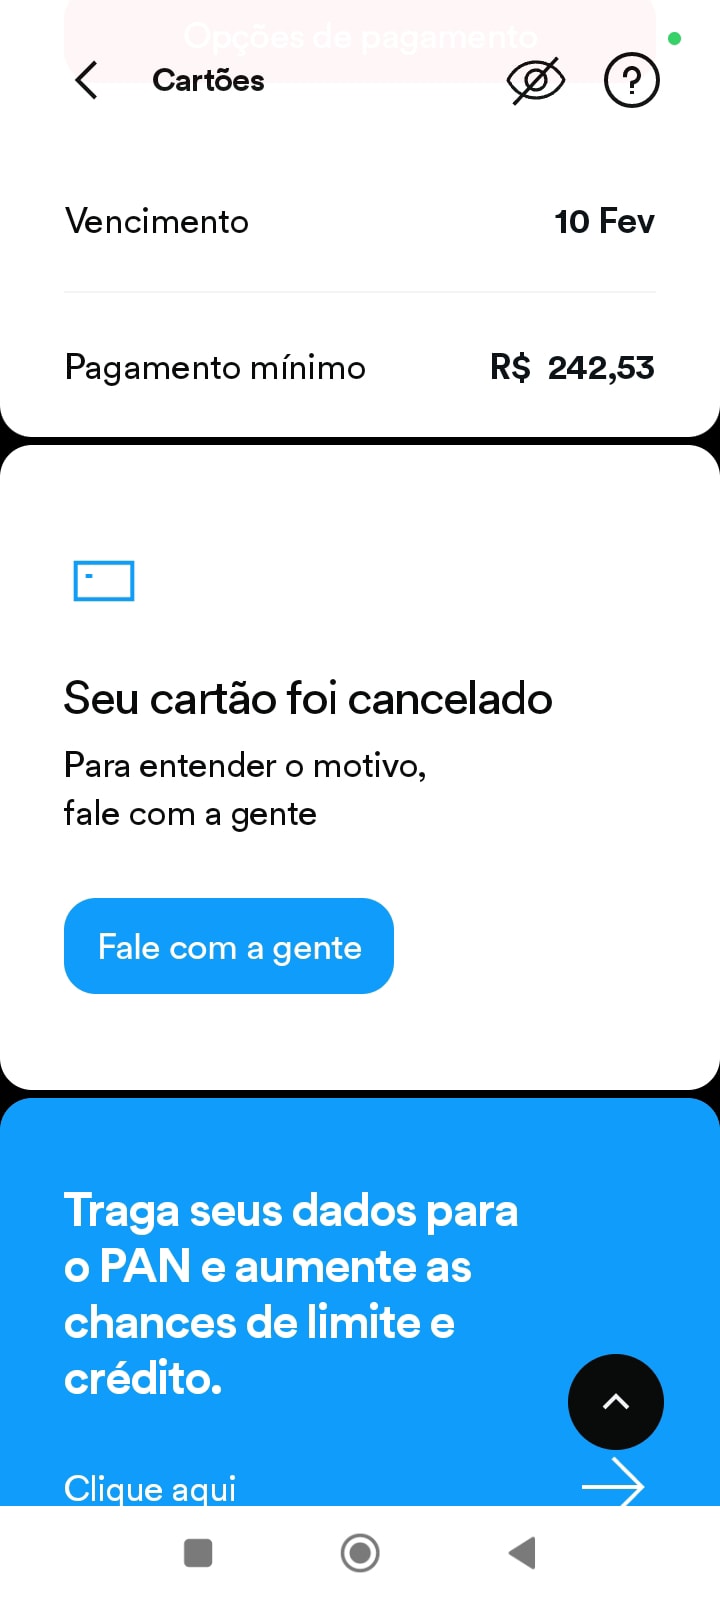 Opções de pagamento
Cartões
Vencimento 10 Fev
Pagamento mínimo R$ 242,53
Seu cartão foi cancelado
Para entender o motivo,
fale com a gente
Fale com a gente
Traga seus dados para
o PAN e aumente as
chances de limite e
crédito.
Clique aqui